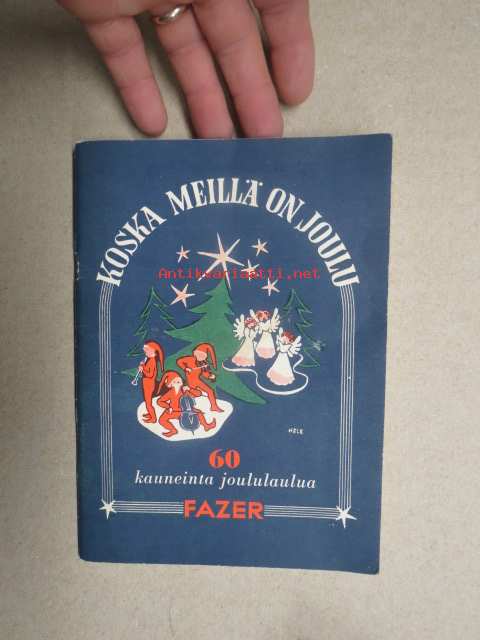 KOSKA MEILLÄ ON JOULU
Antikvariaatti.net
HELE
60
kauneinta joululaulua
FAZER